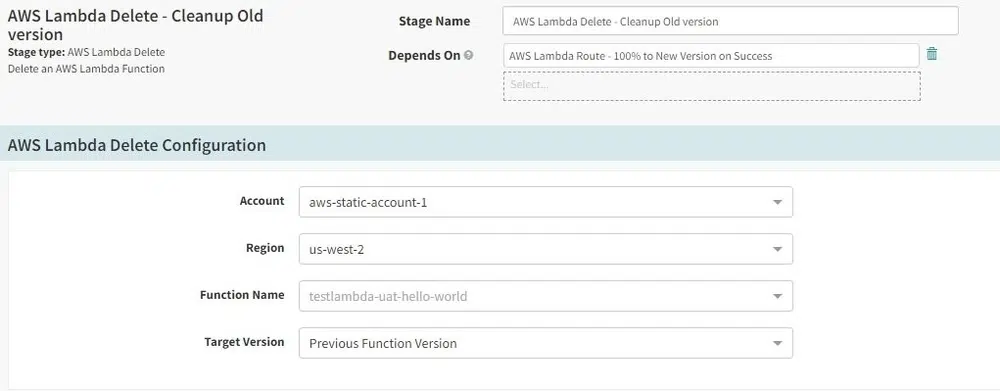 AWS Lambda Delete - Cleanup Old
version
Stage type: AWS Lambda Delete
Delete an AWS Lambda Function
Stage Name
AWS Lambda Delete - Cleanup Old version
Depends On
AWS Lambda Route - 100% to New Version on Success
Select...
AWS Lambda Delete Configuration
Account
aws-static-account-1
Region
us-west-2
Function Name
testlambda-uat-hello-world
Target Version
Previous Function Version